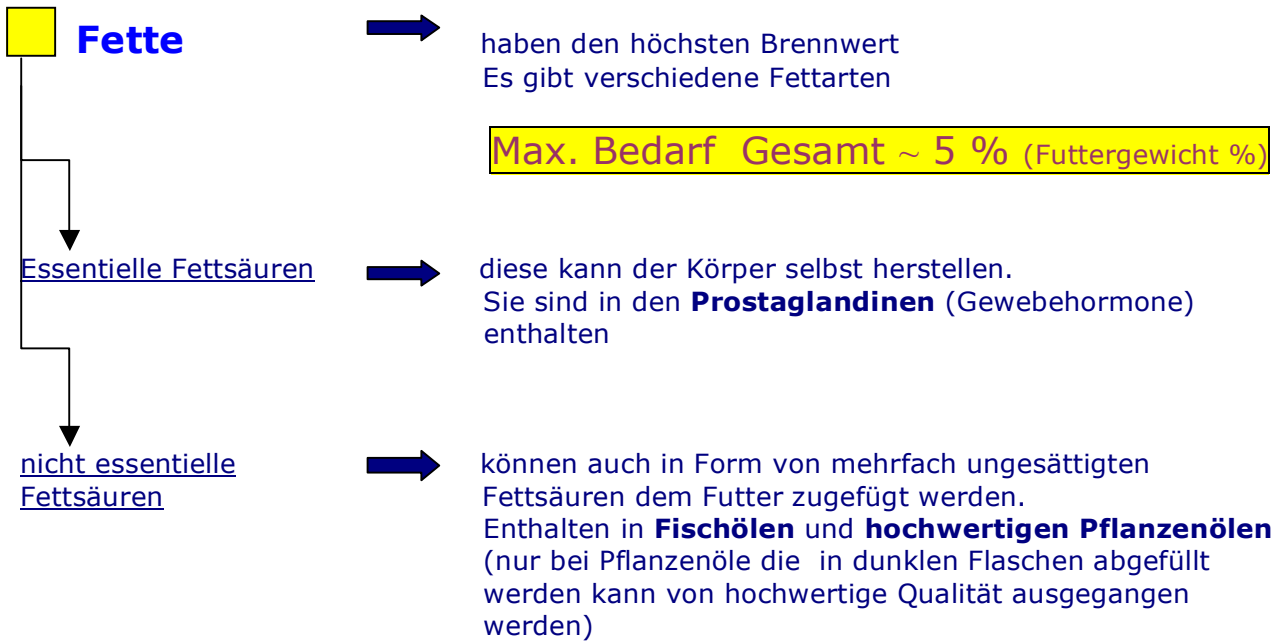 Fette
haben den höchsten Brennwert
Es gibt verschiedene Fettarten
Max. Bedarf Gesamt ~ 5 % (Futtergewicht %)
Essentielle Fettsäuren
diese kann der Körper selbst herstellen.
Sie sind in den Prostaglandinen (Gewebehormone)
enthalten
nicht essentielle
Fettsäuren
können auch in Form von mehrfach ungesättigten
Fettsäuren dem Futter zugefügt werden.
Enthalten in Fischölen und hochwertigen Pflanzenölen
(nur bei Pflanzenöle die in dunklen Flaschen abgefüllt
werden kann von hochwertige Qualität ausgegangen
werden)